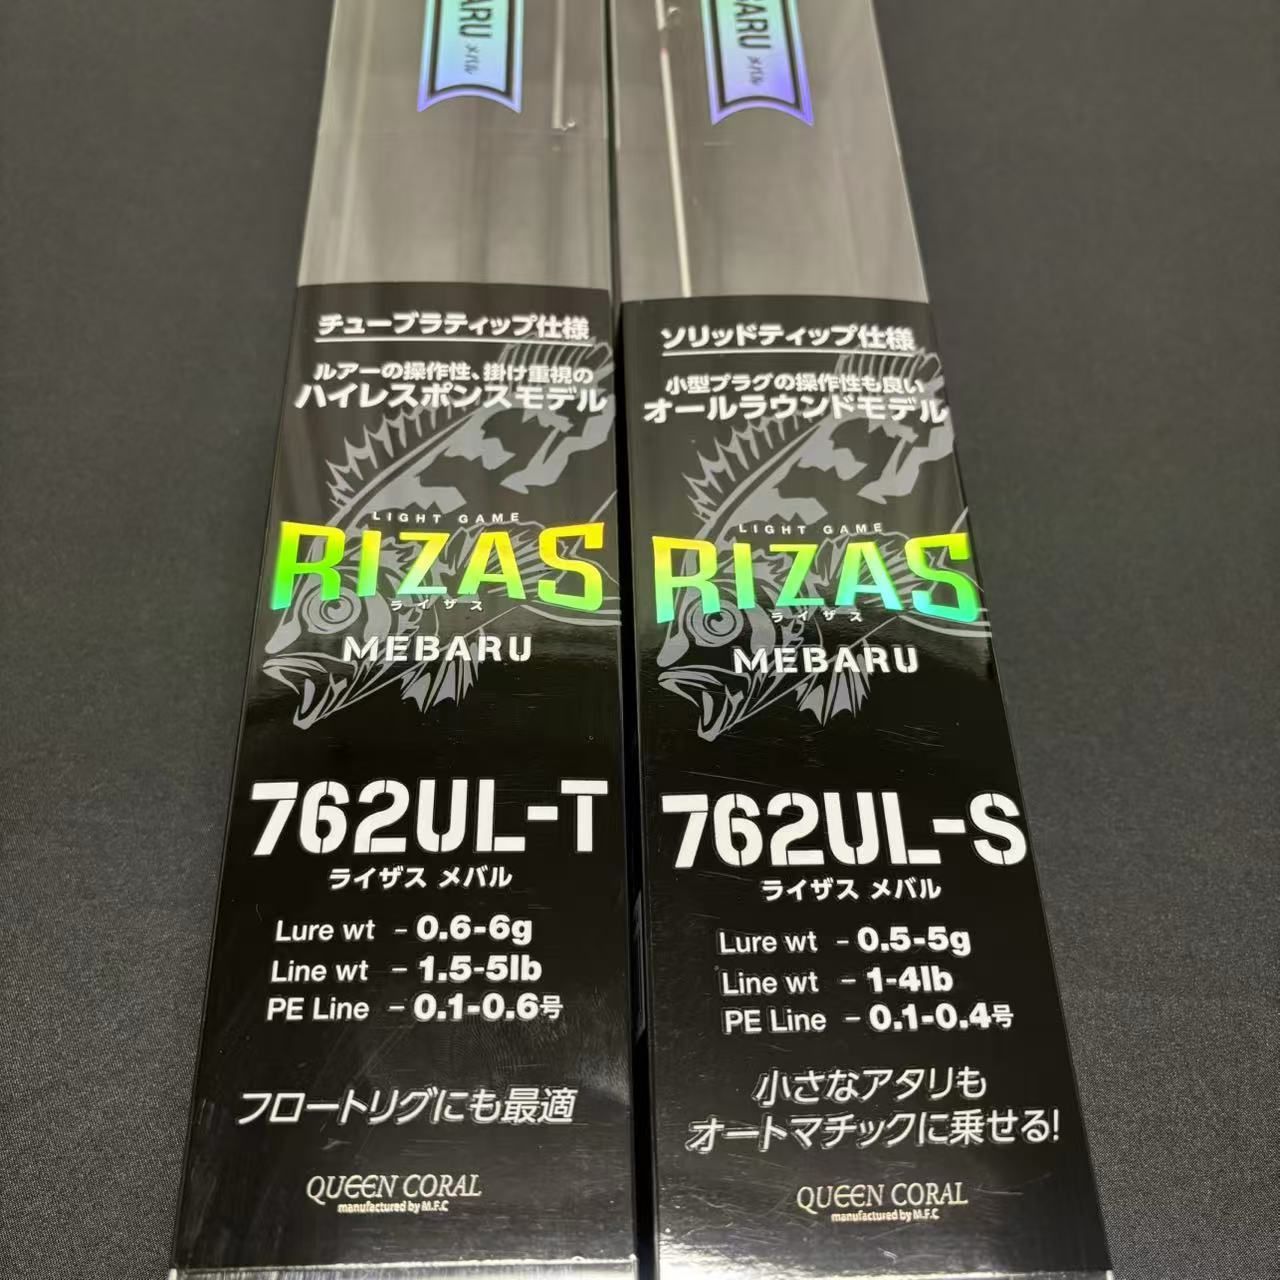 BARU メバル
チューブラティップ仕様
ルアーの操作性、掛け重視の
ハイレスポンスモデル
LIGHT GAME
RIZAS
ライザス
MEBARU
762UL-T
ライザス メバル
Lure wt - 0.6-6g
Line wt - 1.5-5lb
PE Line - 0.1-0.6号
フロートリグにも最適
QUEEN CORAL
manufactured by M.F.C
BARU メバル
ソリッドティップ仕様
小型プラグの操作性も良い
オールラウンドモデル
LIGHT GAME
RIZAS
ライザス
MEBARU
762UL-S
ライザス メバル
Lure wt - 0.5-5g
Line wt - 1-4lb
PE Line - 0.1-0.4号
小さなアタリも
オートマチックに乗せる!
QUEEN CORAL
manufactured by M.F.C